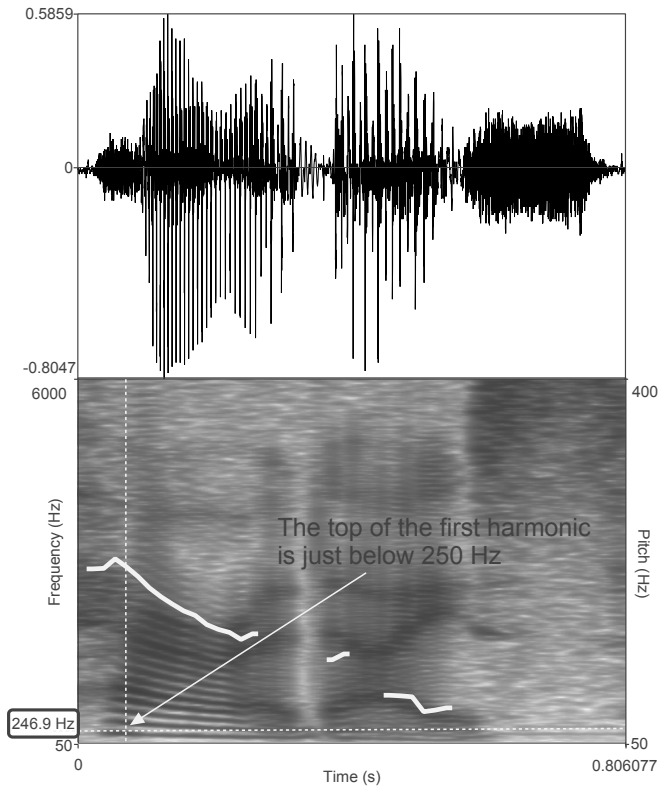 0.5859
0
-0.8047
6000
400
Frequency (Hz)
Pitch (Hz)
The top of the first harmonic
is just below 250 Hz
246.9 Hz
50
50
0
0.806077
Time (s)